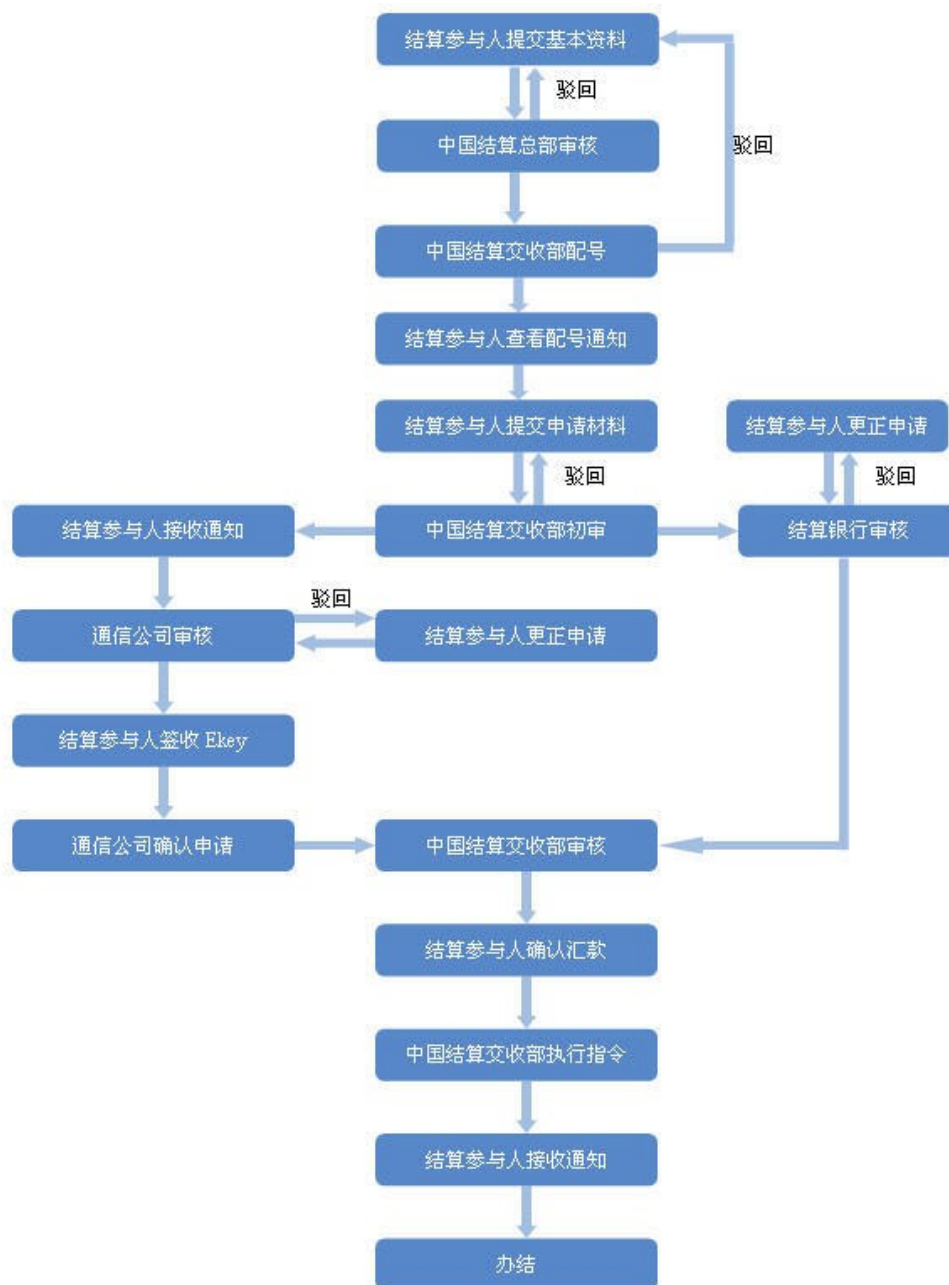 结算参与人提交基本资料
驳回
中国结算总部审核
驳回
中国结算交收部配号
结算参与人查看配号通知
结算参与人提交申请材料
结算参与人更正申请
驳回
驳回
结算参与人接收通知
中国结算交收部初审
结算银行审核
驳回
通信公司审核
结算参与人更正申请
结算参与人签收 Ekey
通信公司确认申请
中国结算交收部审核
结算参与人确认汇款
中国结算交收部执行指令
结算参与人接收通知
办结